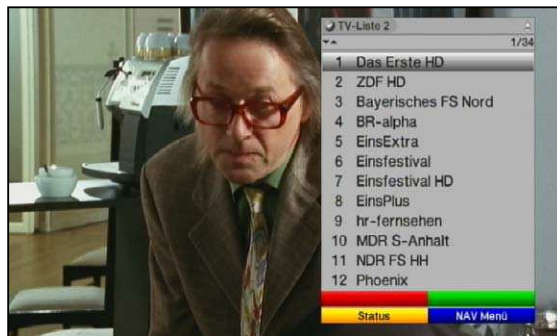 TV-Liste 2
1/34
1 Das Erste HD
2 ZDF HD
3 Bayerisches FS Nord
4 BR-alpha
5 EinsExtra
6 Einsfestival
7 Einsfestival HD
8 EinsPlus
9 hr-fernsehen
10 MDR S-Anhalt
11 NDR FS HH
12 Phoenix
Status NAV Menü